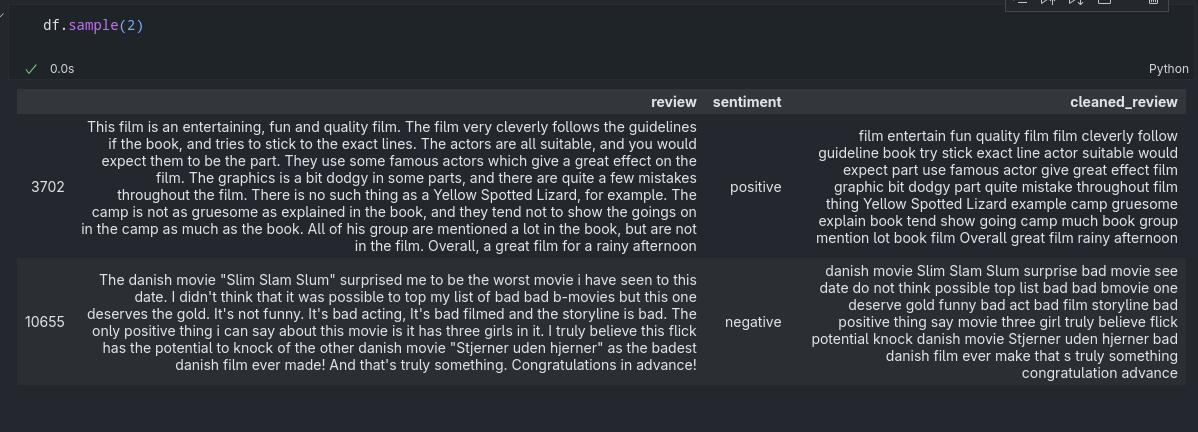 df.sample(2)
0.0s
Python
review sentiment cleaned_review
3702
This film is an entertaining, fun and quality film. The film very cleverly follows the guidelines
if the book, and tries to stick to the exact lines. The actors are all suitable, and you would
expect them to be the part. They use some famous actors which give a great effect on the
film. The graphics is a bit dodgy in some parts, and there are quite a few mistakes
throughout the film. There is no such thing as a Yellow Spotted Lizard, for example. The
camp is not as gruesome as explained in the book, and they tend not to show the goings on
in the camp as much as the book. All of his group are mentioned a lot in the book, but are not
in the film. Overall, a great film for a rainy afternoon
positive
film entertain fun quality film film cleverly follow
guideline book try stick exact line actor suitable would
expect part use famous actor give great effect film
graphic bit dodgy part quite mistake throughout film
thing Yellow Spotted Lizard example camp gruesome
explain book tend show going camp much book group
mention lot book film Overall great film rainy afternoon
10655
The danish movie "Slim Slam Slum" surprised me to be the worst movie i have seen to this
date. I didn't think that it was possible to top my list of bad bad b-movies but this one
deserves the gold. It's not funny. It's bad acting, It's bad filmed and the storyline is bad. The
only positive thing i can say about this movie is it has three girls in it. I truly believe this flick
has the potential to knock of the other danish movie "Stjerner uden hjerner" as the badest
danish film ever made! And that's truly something. Congratulations in advance!
negative
danish movie Slim Slam Slum surprise bad movie see
date do not think possible top list bad bad bmovie one
deserve gold funny bad act bad film storyline bad
positive thing say movie three girl truly believe flick
potential knock danish movie Stjerner uden hjerner bad
danish film ever make that s truly something
congratulation advance